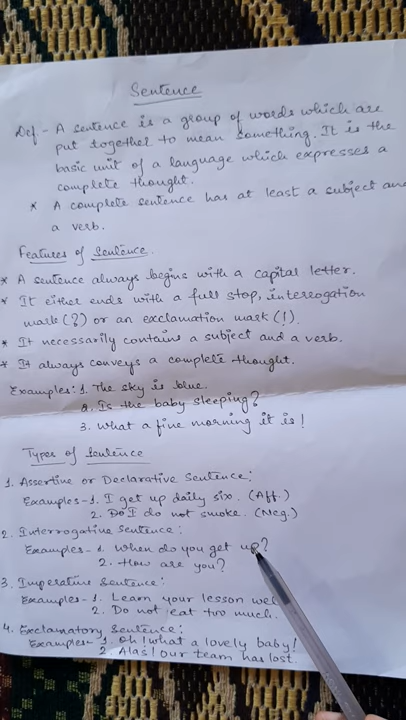 Sentence
Def - A sentence is a group of words which are
put together to mean something. It is the
basic unit of a language which expresses a
complete thought.
* A complete sentence has at least a subject and
a verb.
Features of Sentence.
* A sentence always begins with a capital letter.
* It either ends with a full stop, interrogation
mark (?) or an exclamation mark (!).
* It necessarily contains a subject and a verb.
* It always conveys a complete thought.
Examples: 1. The sky is blue.
2. Is the baby sleeping?
3. What a fine morning it is!
Types of Sentence
1. Assertine or Declarative Sentence:
Examples - 1. I get up daily six. (Aff.)
2. Do I do not smoke. (Neg.)
2. Interrogative Sentence:
Examples - 1. When do you get up?
2. How are you?
3. Imperative Sentence:
Examples - 1. Learn your lesson
2. Do not eat too much.
4. Exclamatory Sentence:
Examples - 1. Oh! What a lovely baby!
2. Alas! our team has lost.